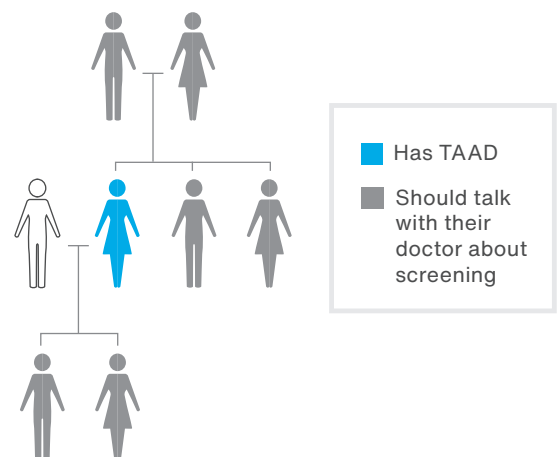 Has TAAD
Should talk
with their
doctor about
screening